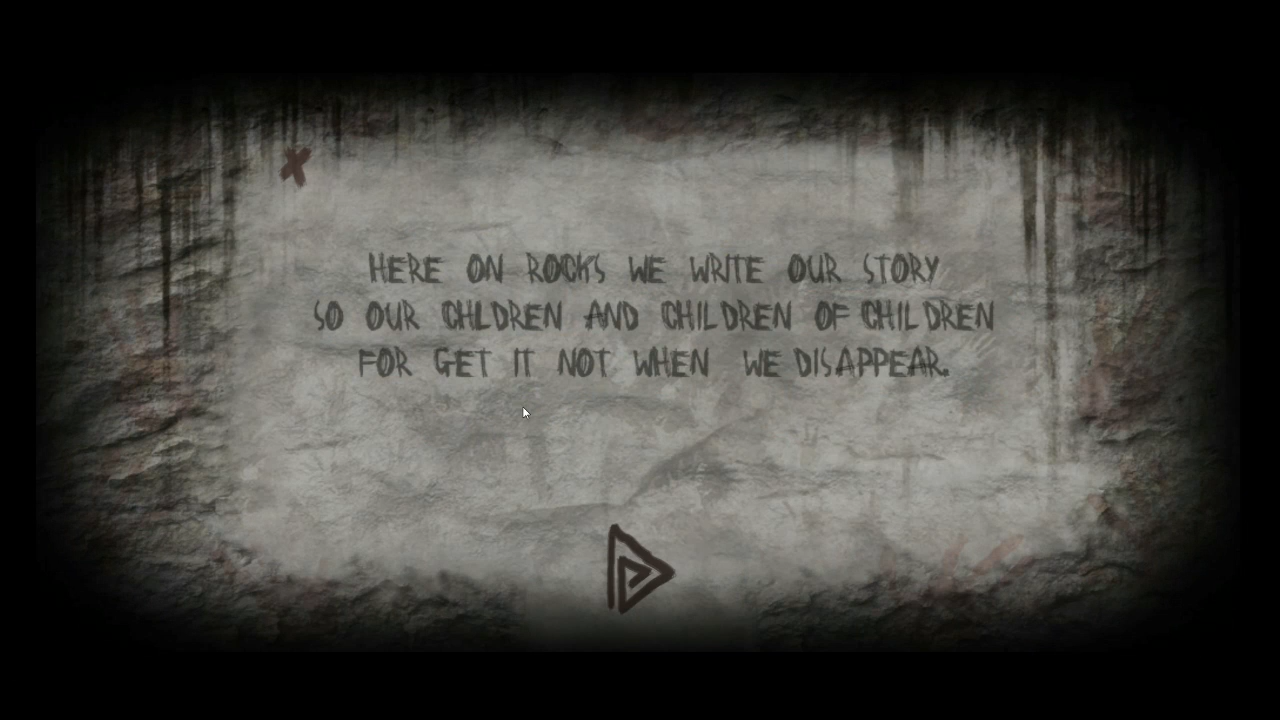 HERE ON ROCKS WE WRITE OUR STORY
SO OUR CHLDREN AND CHILDREN OF CHILDREN
FOR GET IT NOT WHEN WE DISAPPEAR.